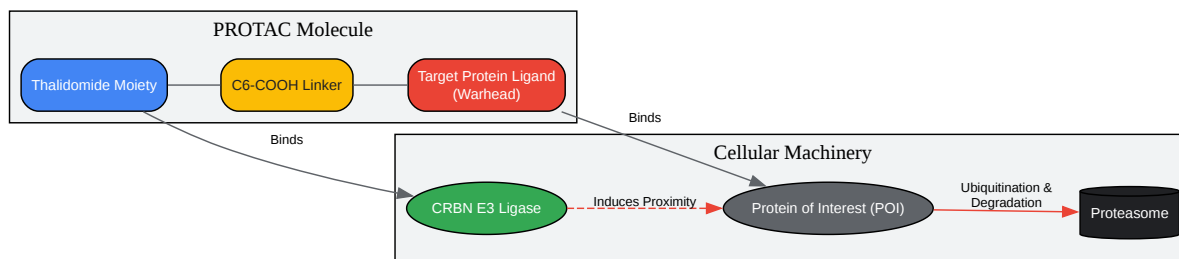 PROTAC Molecule
Thalidomide Moiety
C6-COOH Linker
Target Protein Ligand
(Warhead)
Binds
Binds
Cellular Machinery
CRBN E3 Ligase
Induces Proximity
Protein of Interest (POI)
Ubiquitination &
Degradation
Proteasome